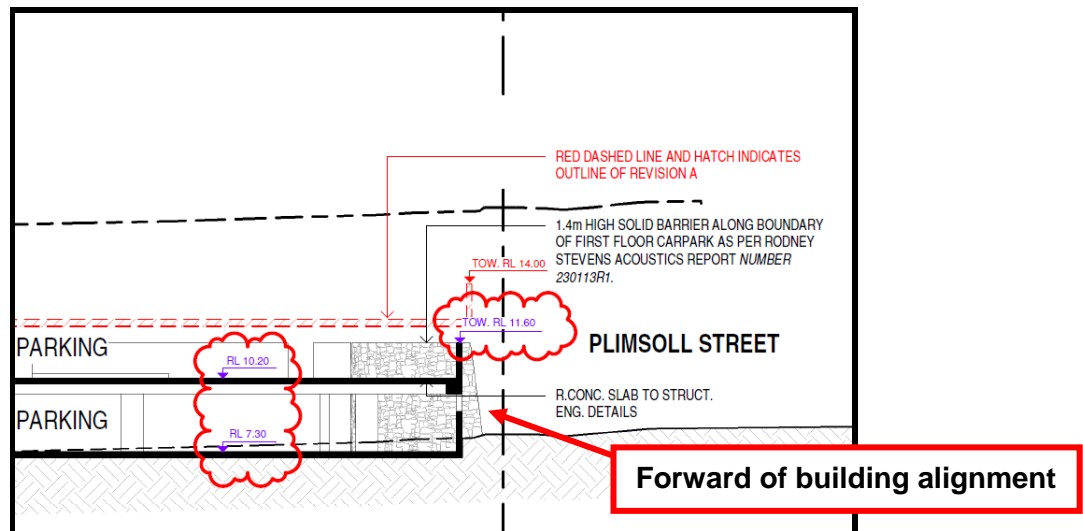 RED DASHED LINE AND HATCH INDICATES
OUTLINE OF REVISION A
1.4m HIGH SOLID BARRIER ALONG BOUNDARY
OF FIRST FLOOR CARPARK AS PER RODNEY
STEVENS ACOUSTICS REPORT NUMBER
230113R1.
TOW. RL 14.00
TOW. RL 11.60
PLIMSOLL STREET
PARKING
RL 10.20
R.CONC. SLAB TO STRUCT.
ENG. DETAILS
PARKING
RL 7.30
Forward of building alignment